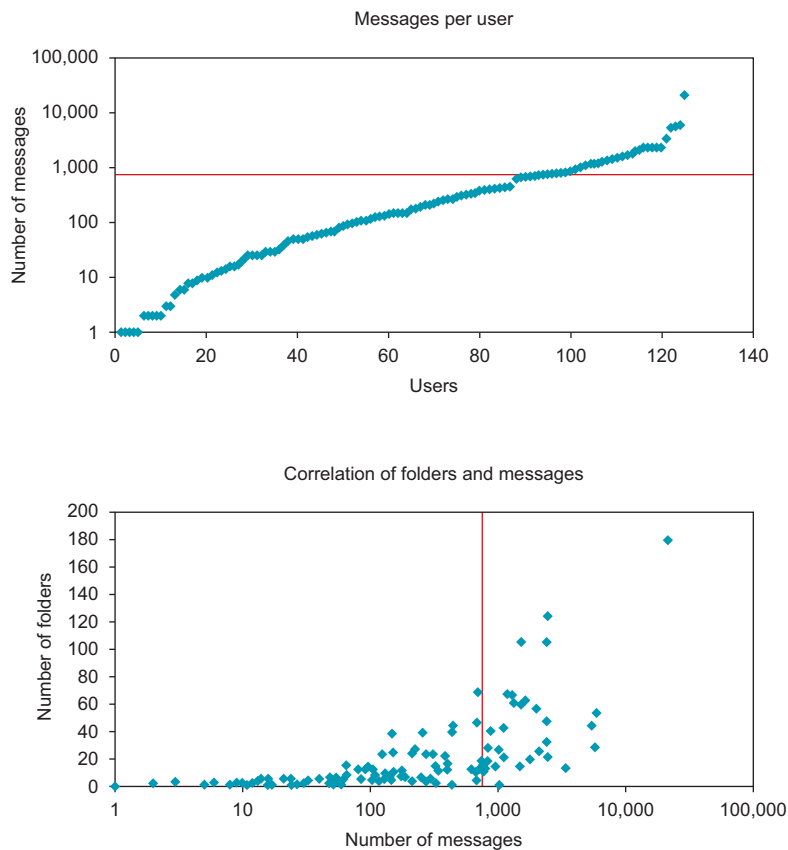 Messages per user
100,000
10,000
1,000
100
10
1
Number of messages
0 20 40 60 80 100 120 140
Users
Correlation of folders and messages
200
180
160
140
120
100
80
60
40
20
0
Number of folders
1 10 100 1,000 10,000 100,000
Number of messages